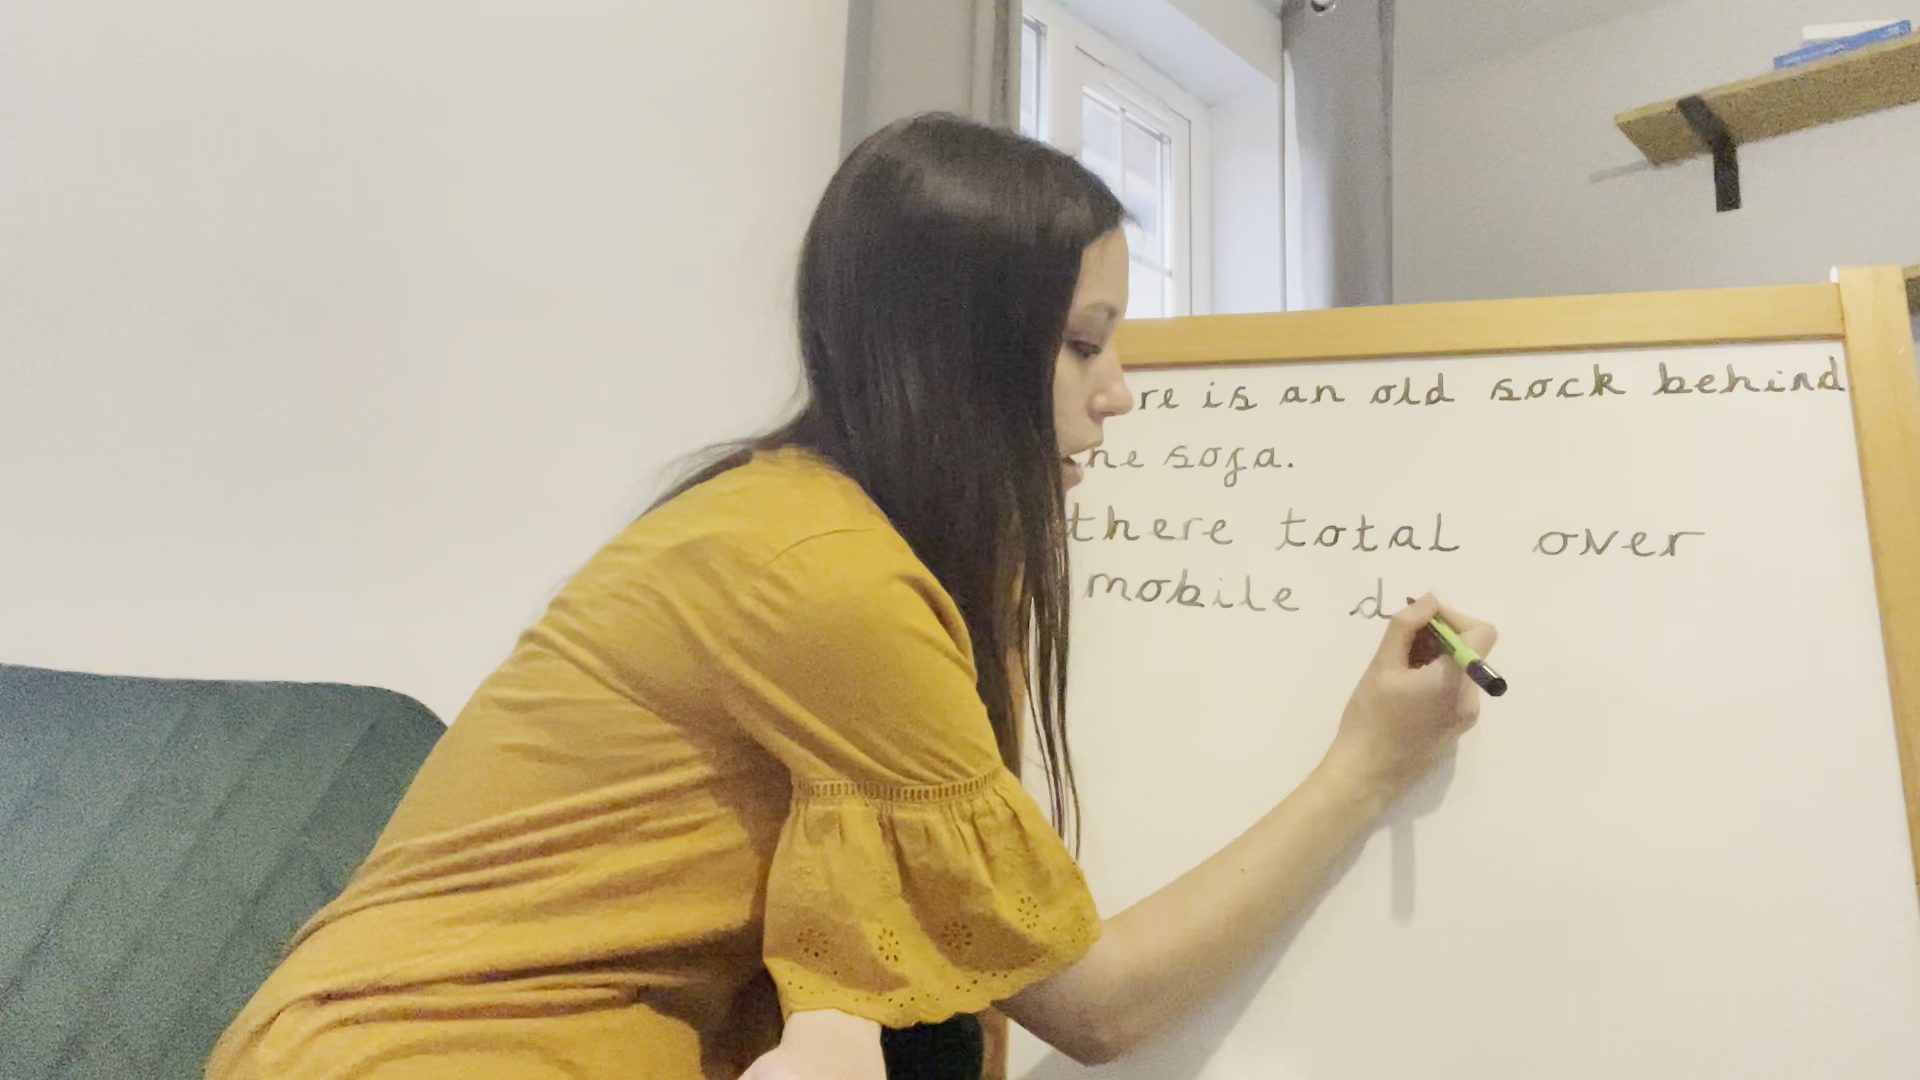 re is an old sock behind
he sofa.
there total over
mobile d